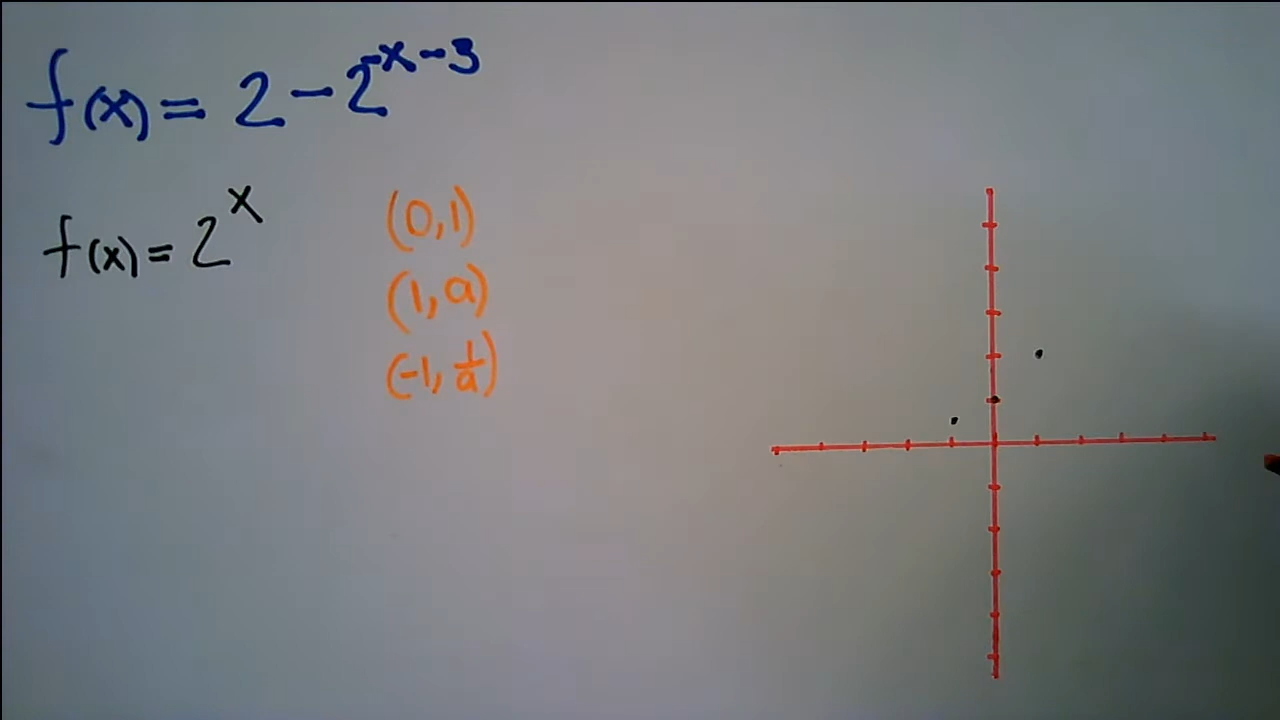 f(x) = 2 - 2^{-x-3}
f(x) = 2^x
(0,1)
(1,a)
(-1, 1/a)